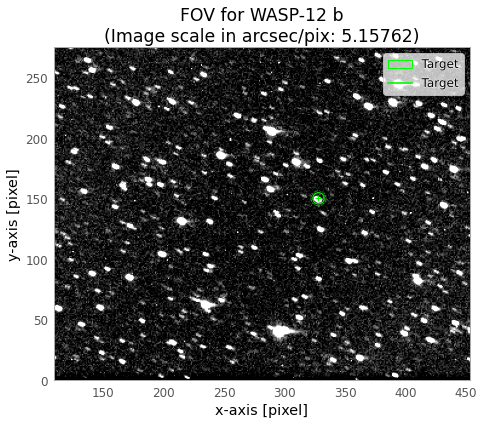 FOV for WASP-12 b
(Image scale in arcsec/pix: 5.15762)
Target
Target
y-axis [pixel]
250
200
150
100
50
0
150 200 250 300 350 400 450
x-axis [pixel]